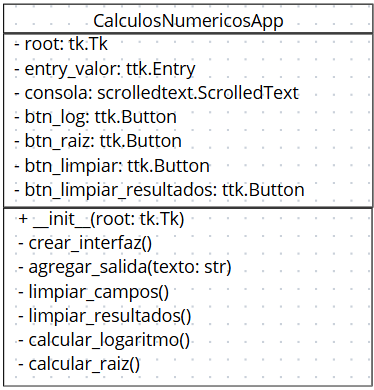 CalculosNumericosApp
- root: tk.Tk
- entry_valor: ttk.Entry
- consola: scrolledtext.ScrolledText
- btn_log: ttk.Button
- btn_raiz: ttk.Button
- btn_limpiar: ttk.Button
- btn_limpiar_resultados: ttk.Button
+ __init__(root: tk.Tk)
- crear_interfaz()
- agregar_salida(texto: str)
- limpiar_campos()
- limpiar_resultados()
- calcular_logaritmo()
- calcular_raiz()